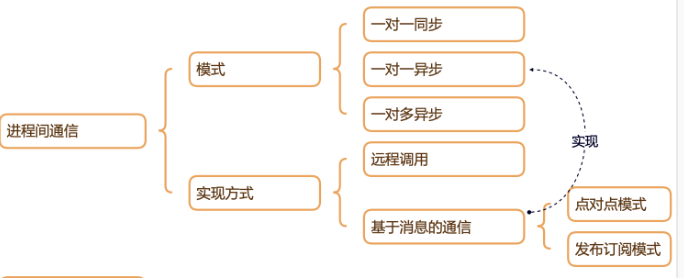 一对一同步
模式
一对一异步
一对多异步
进程间通信
实现
远程调用
实现方式
点对点模式
基于消息的通信
发布订阅模式